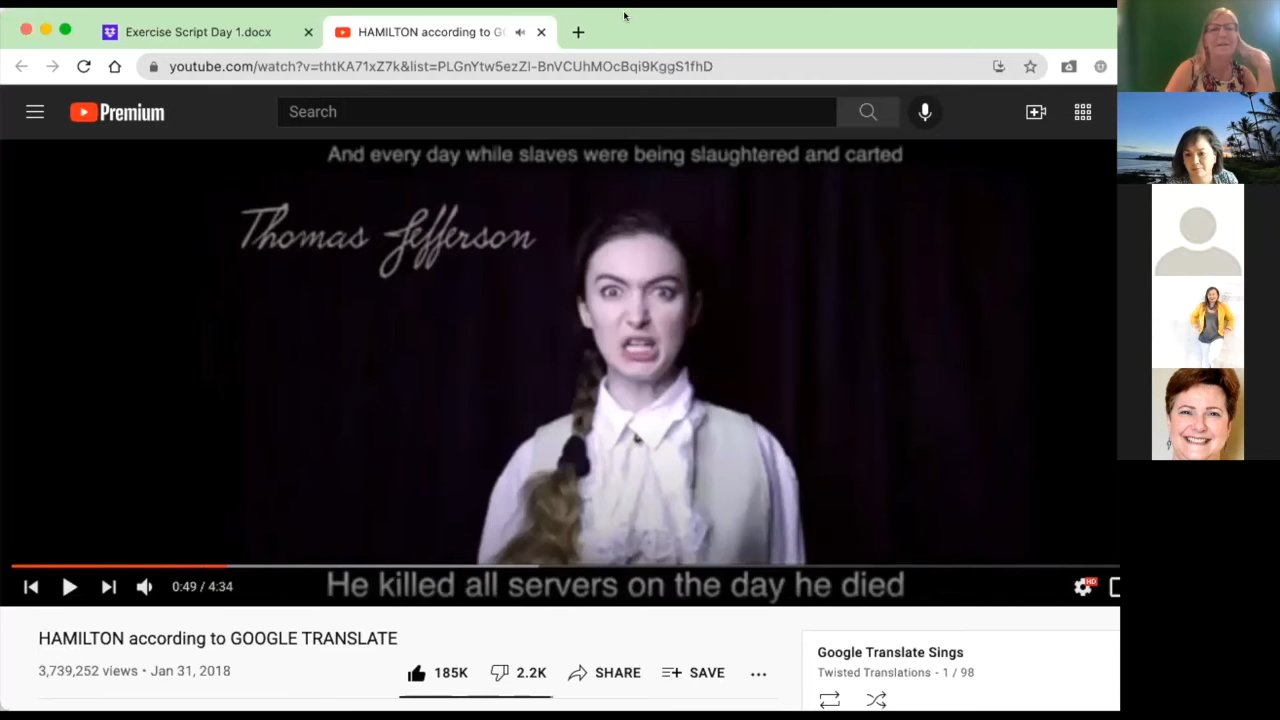 Exercise Script Day 1.docx
HAMILTON according to G
youtube.com/watch?v=thtKA71xZ7k&list=PLGnYtw5ezZI-BnVCUhMOcBqi9KggS1fhD
Premium
Search
And every day while slaves were being slaughtered and carted
Thomas Jefferson
0:49 / 4:34
He killed all servers on the day he died
HD
HAMILTON according to GOOGLE TRANSLATE
3,739,252 views • Jan 31, 2018
185K
2.2K
SHARE
SAVE
Google Translate Sings
Twisted Translations - 1 / 98